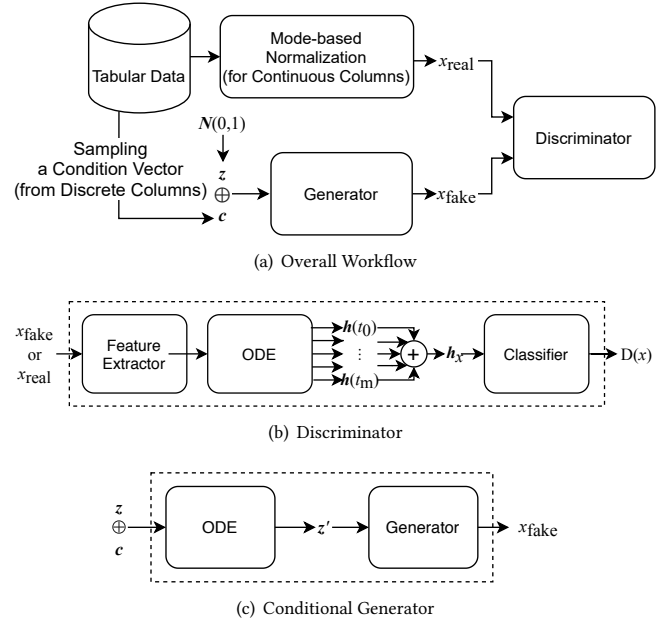 Tabular Data
Mode-based
Normalization
(for Continuous Columns)
x_real
Sampling
a Condition Vector
(from Discrete Columns)
N(0,1)
z
⊕
c
Generator
x_fake
Discriminator
(a) Overall Workflow
x_fake
or
x_real
Feature
Extractor
ODE
h(t_0)
⋮
h(t_m)
+
h_x
Classifier
D(x)
(b) Discriminator
z
⊕
c
ODE
z'
Generator
x_fake
(c) Conditional Generator